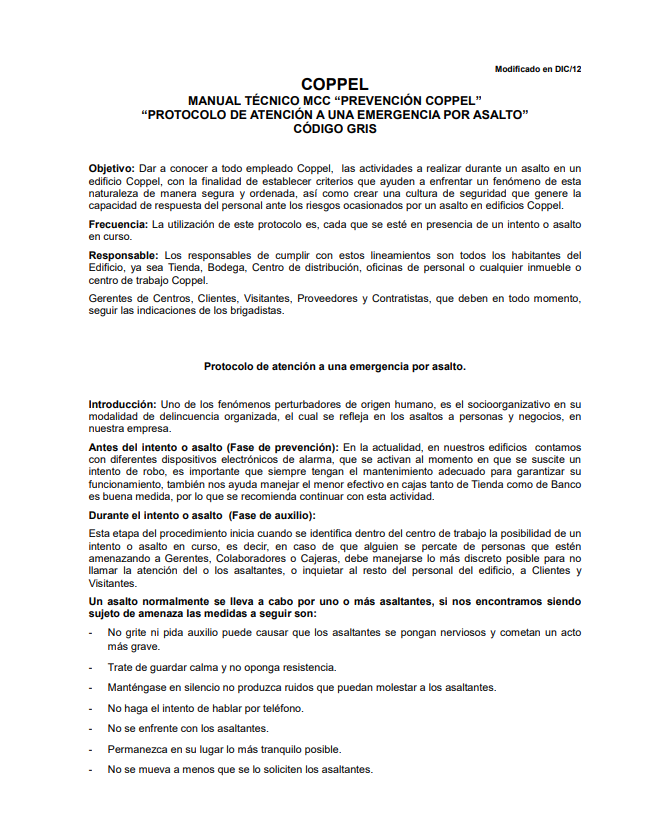 Modificado en DIC/12
COPPEL
MANUAL TÉCNICO MCC “PREVENCIÓN COPPEL”
“PROTOCOLO DE ATENCIÓN A UNA EMERGENCIA POR ASALTO”
CÓDIGO GRIS
Objetivo: Dar a conocer a todo empleado Coppel, las actividades a realizar durante un asalto en un
edificio Coppel, con la finalidad de establecer criterios que ayuden a enfrentar un fenómeno de esta
naturaleza de manera segura y ordenada, así como crear una cultura de seguridad que genere la
capacidad de respuesta del personal ante los riesgos ocasionados por un asalto en edificios Coppel.
Frecuencia: La utilización de este protocolo es, cada que se esté en presencia de un intento o asalto
en curso.
Responsable: Los responsables de cumplir con estos lineamientos son todos los habitantes del
Edificio, ya sea Tienda, Bodega, Centro de distribución, oficinas de personal o cualquier inmueble o
centro de trabajo Coppel.
Gerentes de Centros, Clientes, Visitantes, Proveedores y Contratistas, que deben en todo momento,
seguir las indicaciones de los brigadistas.
Protocolo de atención a una emergencia por asalto.
Introducción: Uno de los fenómenos perturbadores de origen humano, es el socioorganizativo en su
modalidad de delincuencia organizada, el cual se refleja en los asaltos a personas y negocios, en
nuestra empresa.
Antes del intento o asalto (Fase de prevención): En la actualidad, en nuestros edificios contamos
con diferentes dispositivos electrónicos de alarma, que activan al momento en que se suscite un
intento de robo, es importante que siempre tengan el mantenimiento adecuado para garantizar su
funcionamiento, también nos ayuda manejar el menor efectivo en cajas tanto de Tienda como de Banco
es buena medida, por lo que se recomienda continuar con esta actividad.
Durante el intento o asalto (Fase de auxilio):
Esta etapa del procedimiento inicia cuando se identifica dentro del centro de trabajo la posibilidad de un
intento o asalto en curso, es decir, en caso de que alguien se percate de personas que estén
amenazando a Gerentes, Colaboradores o Cajeras, debe manejarse lo más discreto posible para no
llamar la atención del o los asaltantes, o inquietar al resto del personal del edificio, a Clientes y
Visitantes.
Un asalto normalmente se lleva a cabo por uno o más asaltantes, si nos encontramos siendo
sujeto de amenaza las medidas a seguir son:
- No grite ni pida auxilio puede causar que los asaltantes se pongan nerviosos y cometan un acto
más grave.
- Trate de guardar calma y no oponga resistencia.
- Manténgase en silencio no produzca ruidos que puedan molestar a los asaltantes.
- No haga el intento de hablar por teléfono.
- No se enfrente con los asaltantes.
- Permanezca en su lugar lo más tranquilo posible.
- No se mueva a menos que se lo soliciten los asaltantes.